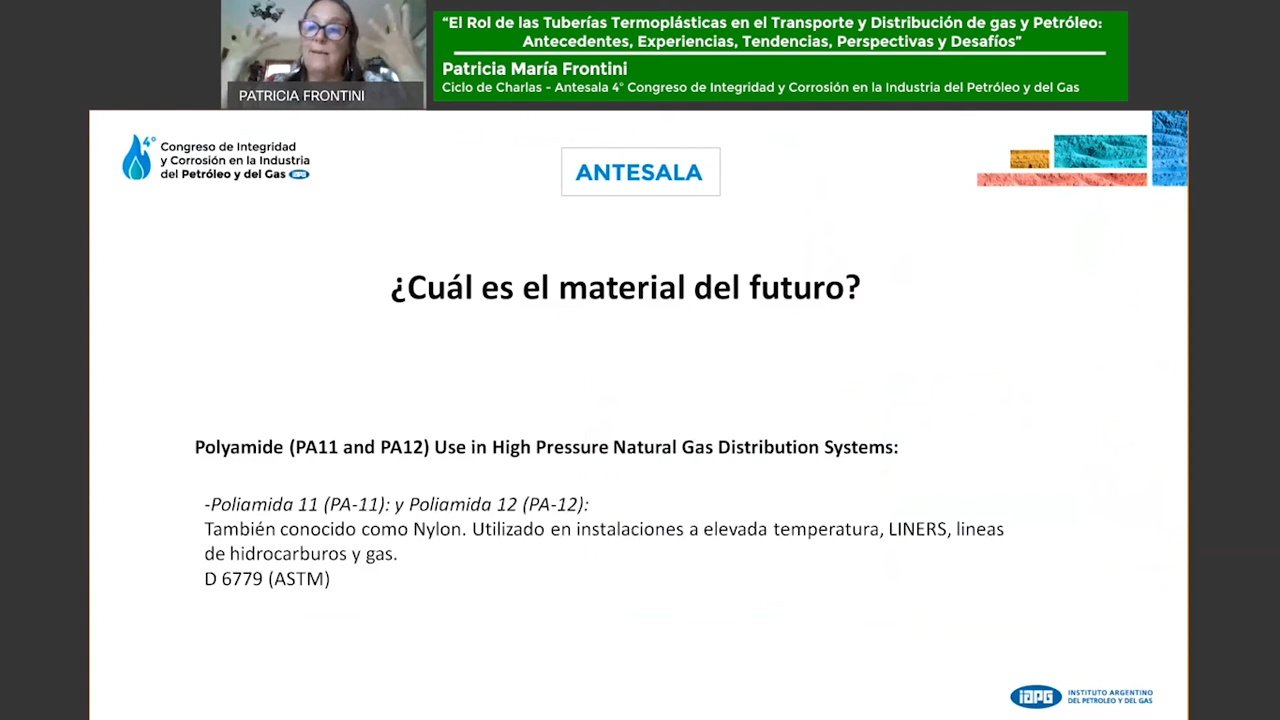 “El Rol de las Tuberías Termoplásticas en el Transporte y Distribución de gas y Petróleo:
Antecedentes, Experiencias, Tendencias, Perspectivas y Desafíos”
Patricia María Frontini
Ciclo de Charlas - Antesala 4° Congreso de Integridad y Corrosión en la Industria del Petróleo y del Gas
PATRICIA FRONTINI
4°
Congreso de Integridad
y Corrosión en la Industria
del Petróleo y del Gas iapg
ANTESALA
¿Cuál es el material del futuro?
Polyamide (PA11 and PA12) Use in High Pressure Natural Gas Distribution Systems:
-Poliamida 11 (PA-11): y Poliamida 12 (PA-12):
También conocido como Nylon. Utilizado en instalaciones a elevada temperatura, LINERS, lineas
de hidrocarburos y gas.
D 6779 (ASTM)
iapg
INSTITUTO ARGENTINO
DEL PETROLEO Y DEL GAS